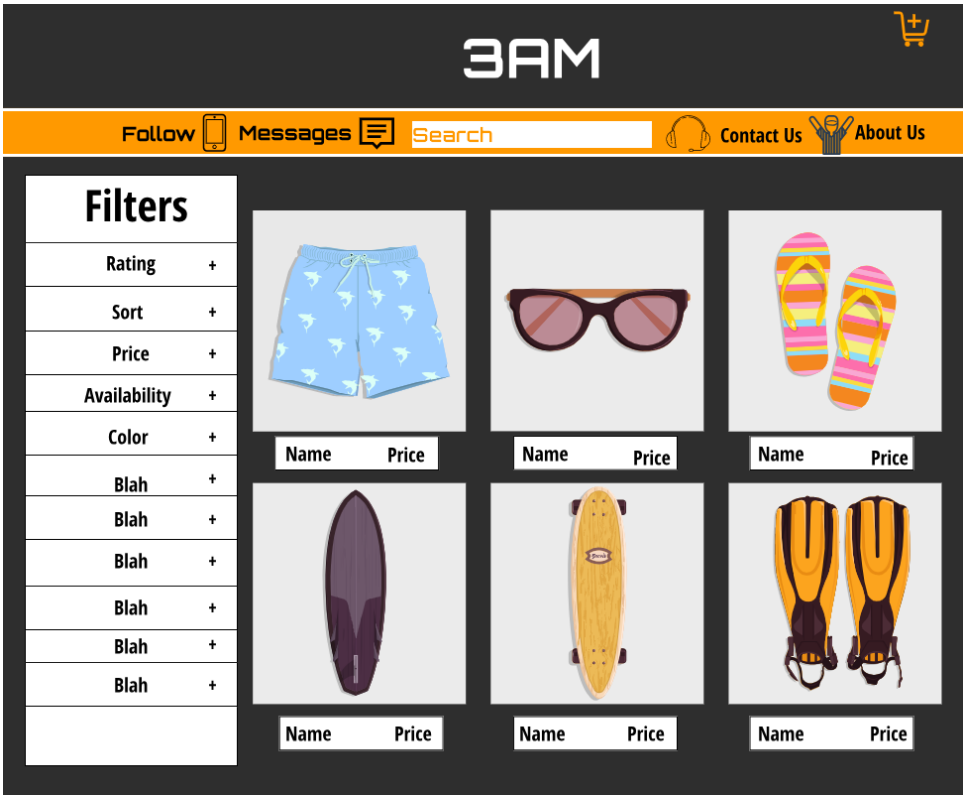 3AM
Follow Messages Search Contact Us About Us
Filters
Rating +
Sort +
Price +
Availability +
Color +
Blah +
Blah +
Blah +
Blah +
Blah +
Blah +
Name Price
Name Price
Name Price
Name Price
Name Price
Name Price